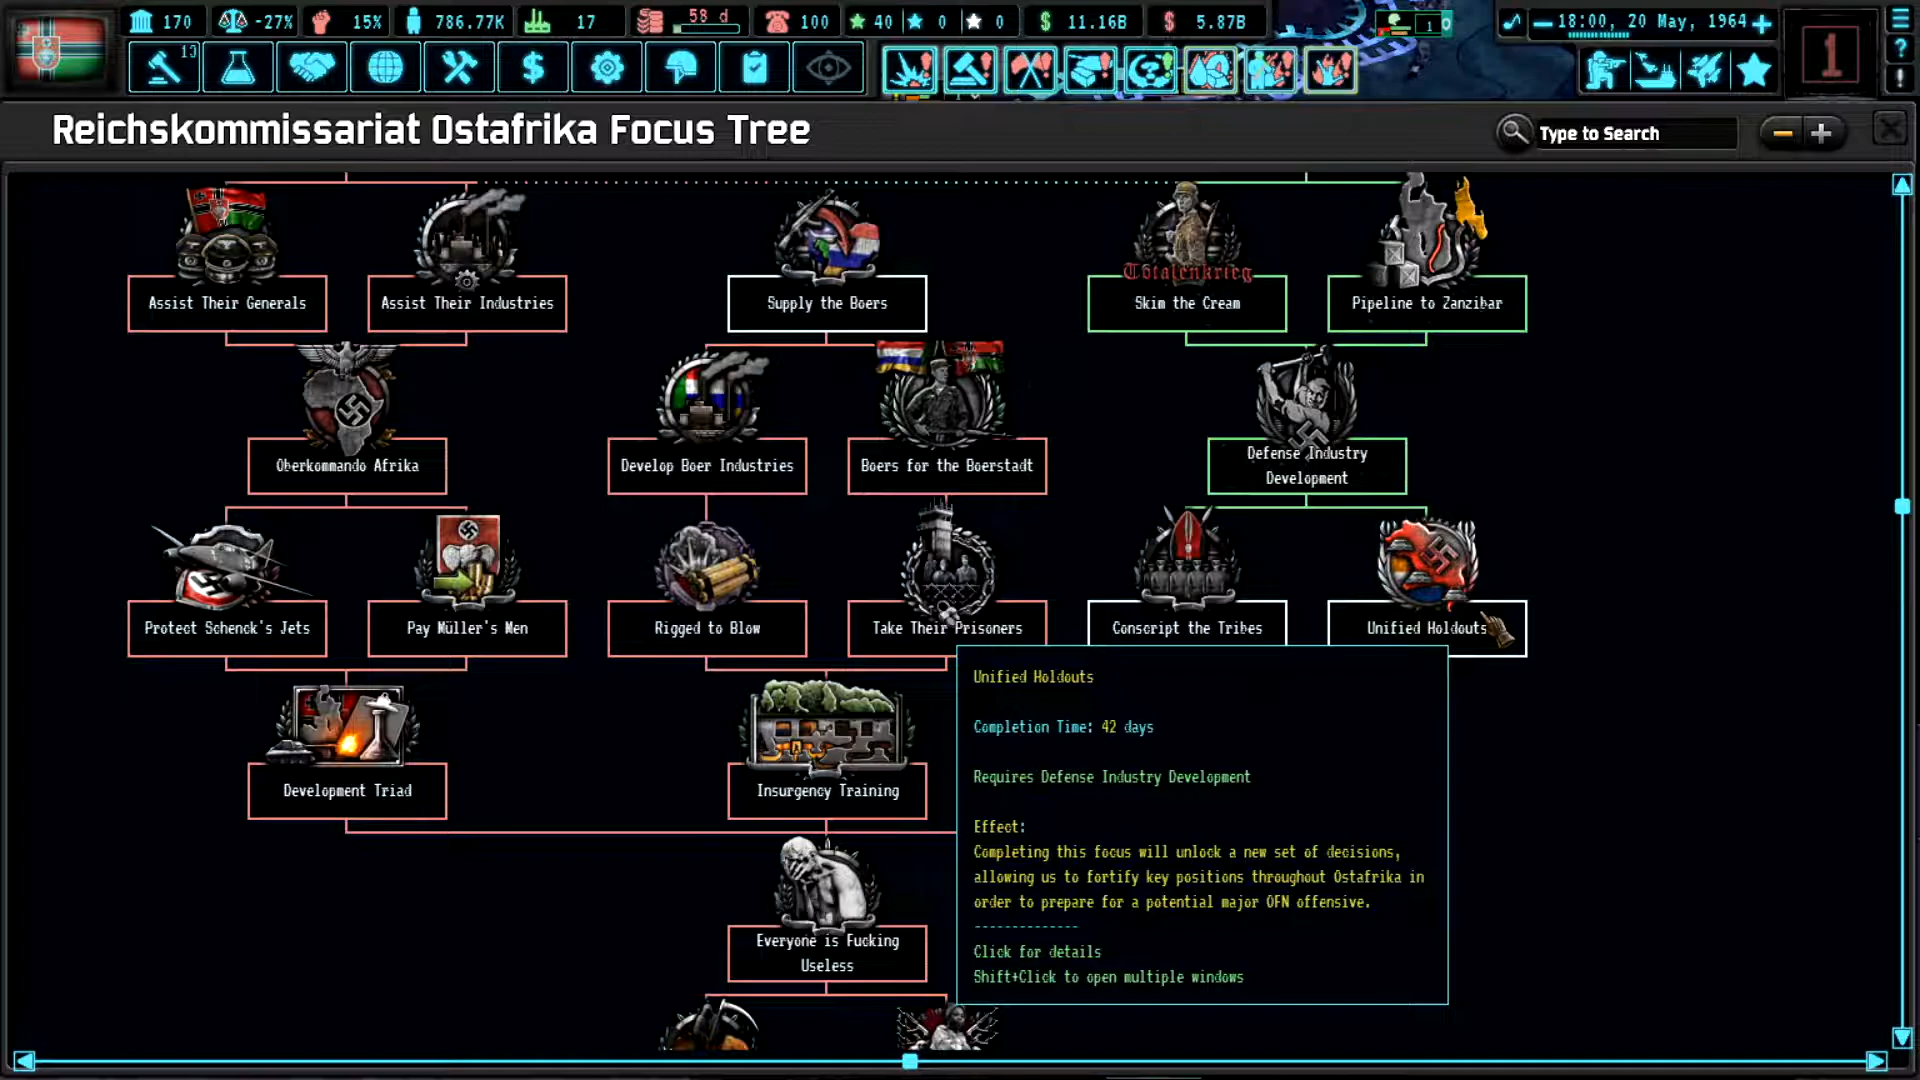 170
-27%
15%
786.77K
17
58 d
100
40
0
0
$ 11.16B
$ 5.87B
1
0
18:00, 20 May, 1964
13
1
Reichskommissariat Ostafrika Focus Tree
Type to Search
Totalenkrieg
Assist Their Generals
Assist Their Industries
Supply the Boers
Skim the Cream
Pipeline to Zanzibar
Oberkommando Afrika
Develop Boer Industries
Boers for the Boerstadt
Defense Industry
Development
Protect Schenck's Jets
Pay Müller's Men
Rigged to Blow
Take Their Prisoners
Conscript the Tribes
Unified Holdouts
Unified Holdouts
Completion Time: 42 days
Requires Defense Industry Development
Effect:
Completing this focus will unlock a new set of decisions,
allowing us to fortify key positions throughout Ostafrika in
order to prepare for a potential major OFN offensive.
--------------
Click for details
Shift+Click to open multiple windows
Development Triad
Insurgency Training
Everyone is Fucking
Useless